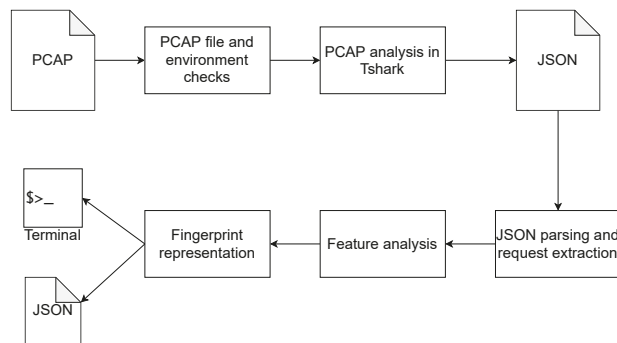 PCAP
PCAP file and
environment
checks
PCAP analysis in
Tshark
JSON
$>_
Terminal
Fingerprint
representation
Feature analysis
JSON parsing and
request extraction
JSON